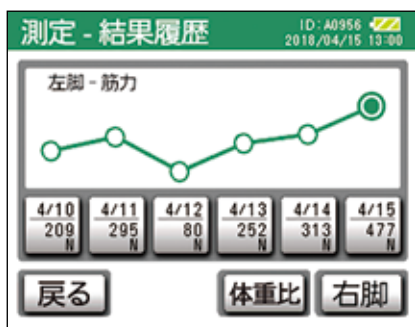 測定 - 結果履歴
ID:A0956
2018/04/15 13:00
左脚 - 筋力
4/10 4/11 4/12 4/13 4/14 4/15
209 295 80 252 313 477
N N N N N N
戻る 体重比 右脚